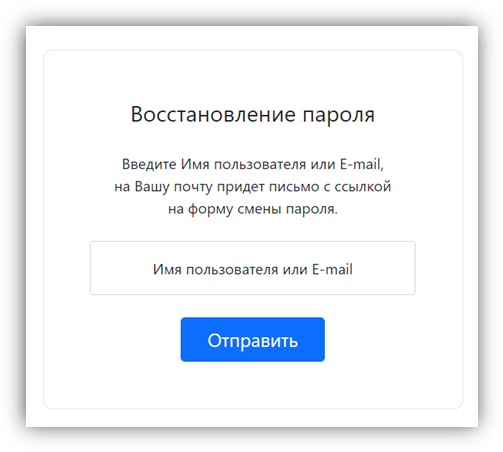 Восстановление пароля
Введите Имя пользователя или E-mail,
на Вашу почту придет письмо с ссылкой
на форму смены пароля.
Имя пользователя или E-mail
Отправить